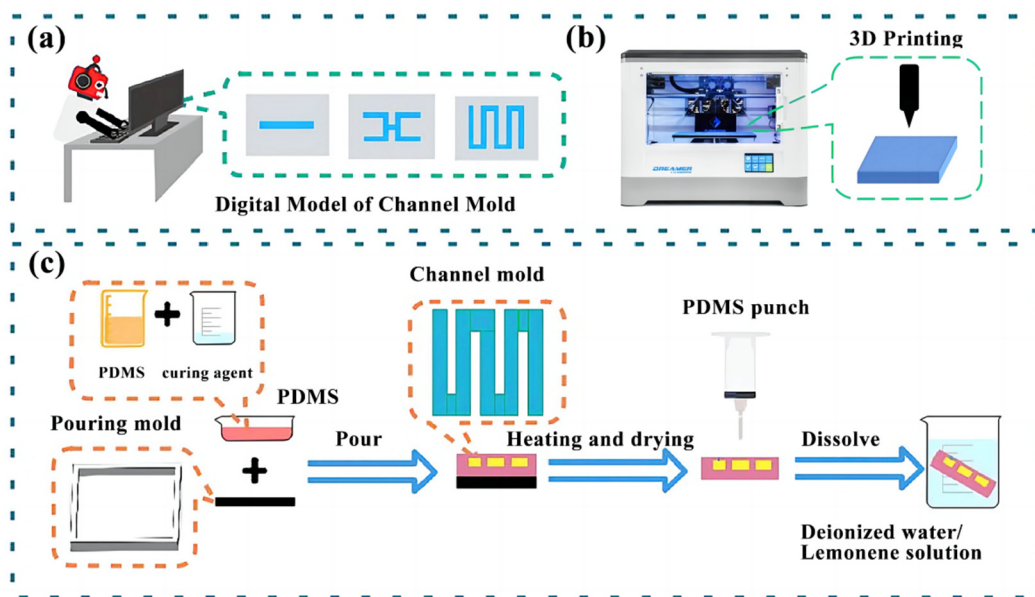 (a)
Digital Model of Channel Mold
(b)
3D Printing
DREAMER
(c)
PDMS
curing agent
PDMS
Pouring mold
Pour
Channel mold
Heating and drying
PDMS punch
Dissolve
Deionized water/
Lemonene solution